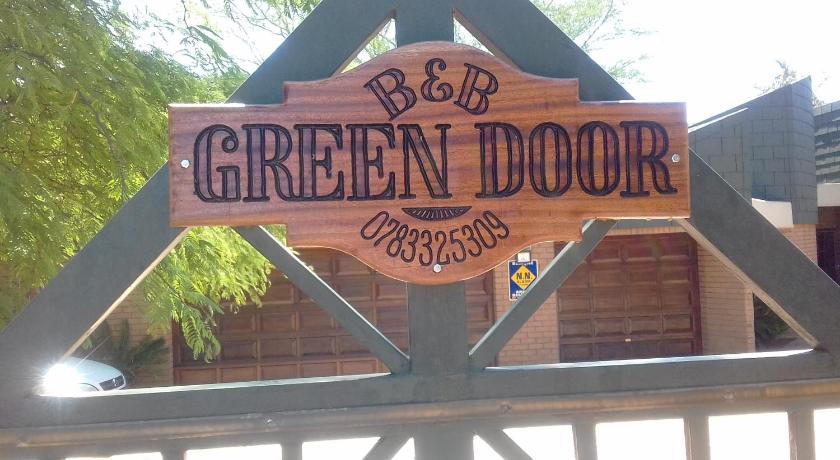 B & B
GREEN DOOR
0783325309
N.N.